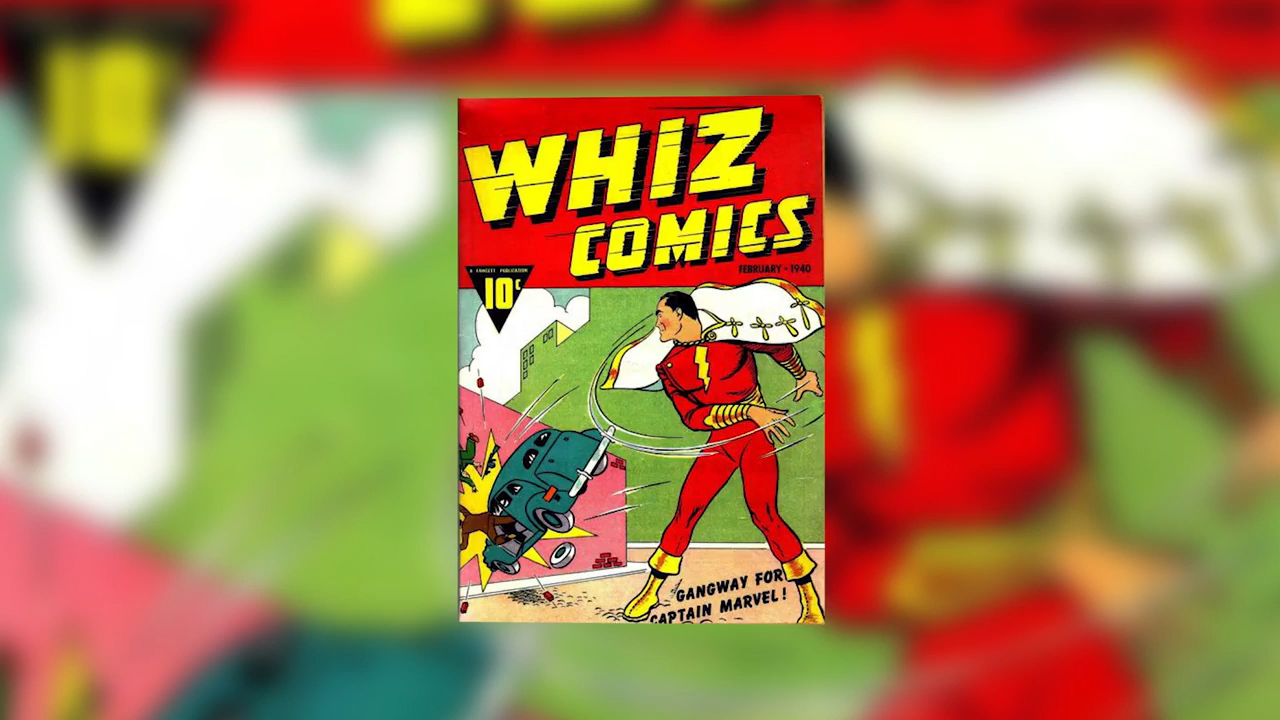 WHIZ
COMICS
FEBRUARY • 1940
A FAWCETT PUBLICATION
10¢
GANGWAY FOR
CAPTAIN MARVEL!